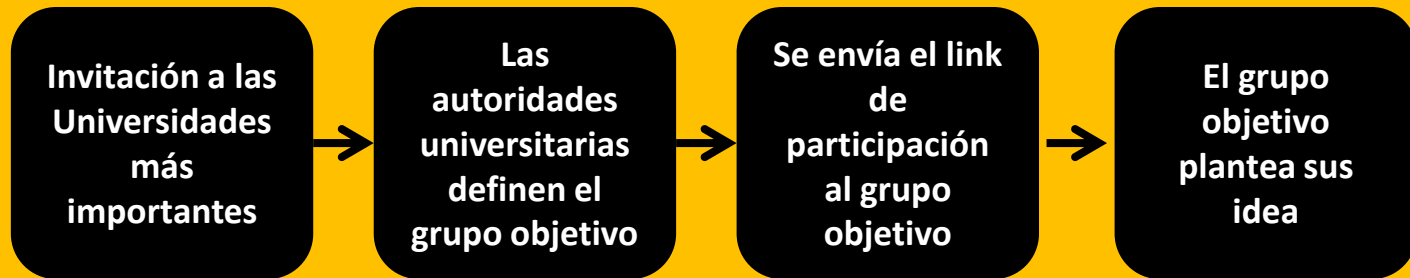 Invitación a las
Universidades
más
importantes
Las
autoridades
universitarias
definen el
grupo objetivo
Se envía el link
de
participación
al grupo
objetivo
El grupo
objetivo
plantea sus
idea